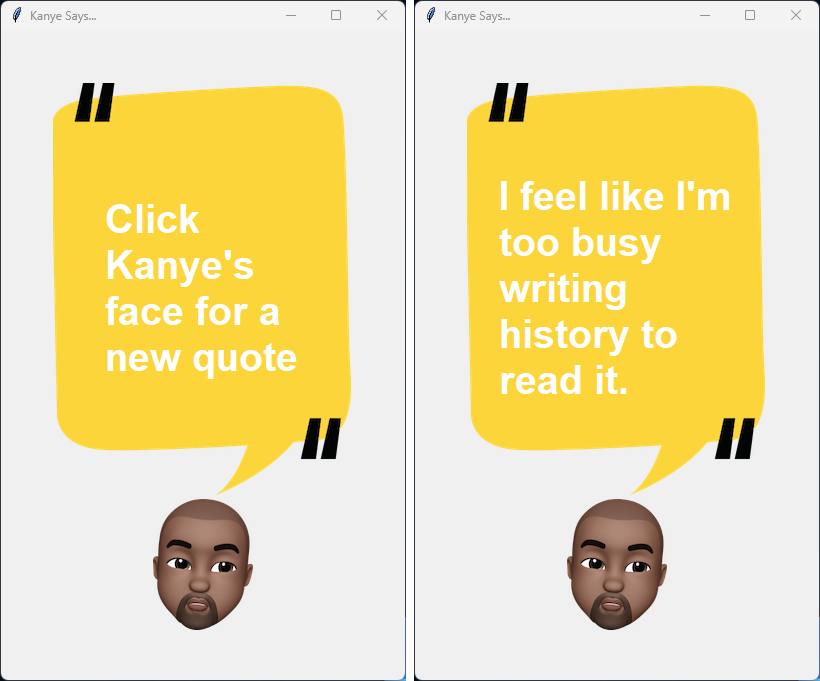 Kanye Says...
"
Click
Kanye's
face for a
new quote
"
Kanye Says...
"
I feel like I'm
too busy
writing
history to
read it.
"